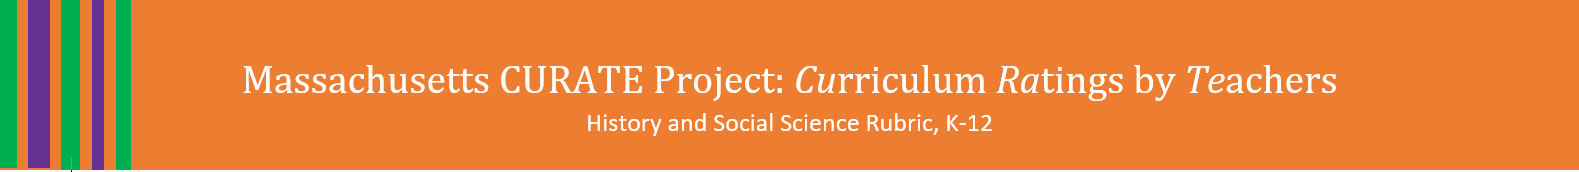 Massachusetts CURATE Project: Curriculum Ratings by Teachers
History and Social Science Rubric, K-12